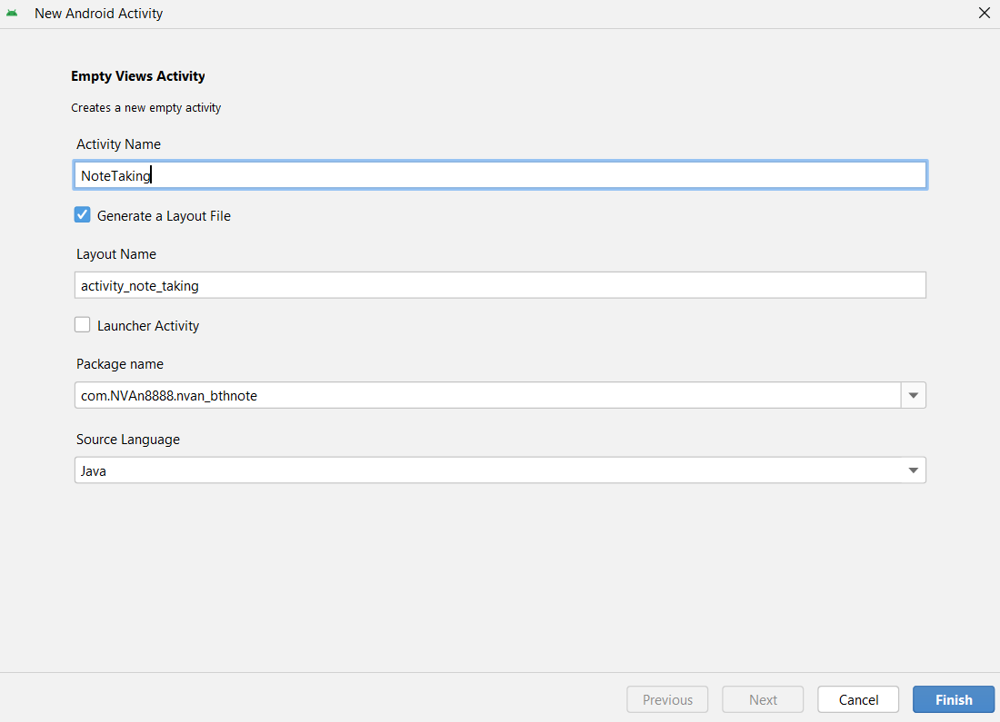 New Android Activity
Empty Views Activity
Creates a new empty activity
Activity Name
NoteTaking
Generate a Layout File
Layout Name
activity_note_taking
Launcher Activity
Package name
com.NVAn8888.nvan_bthnote
Source Language
Java
Previous Next Cancel Finish